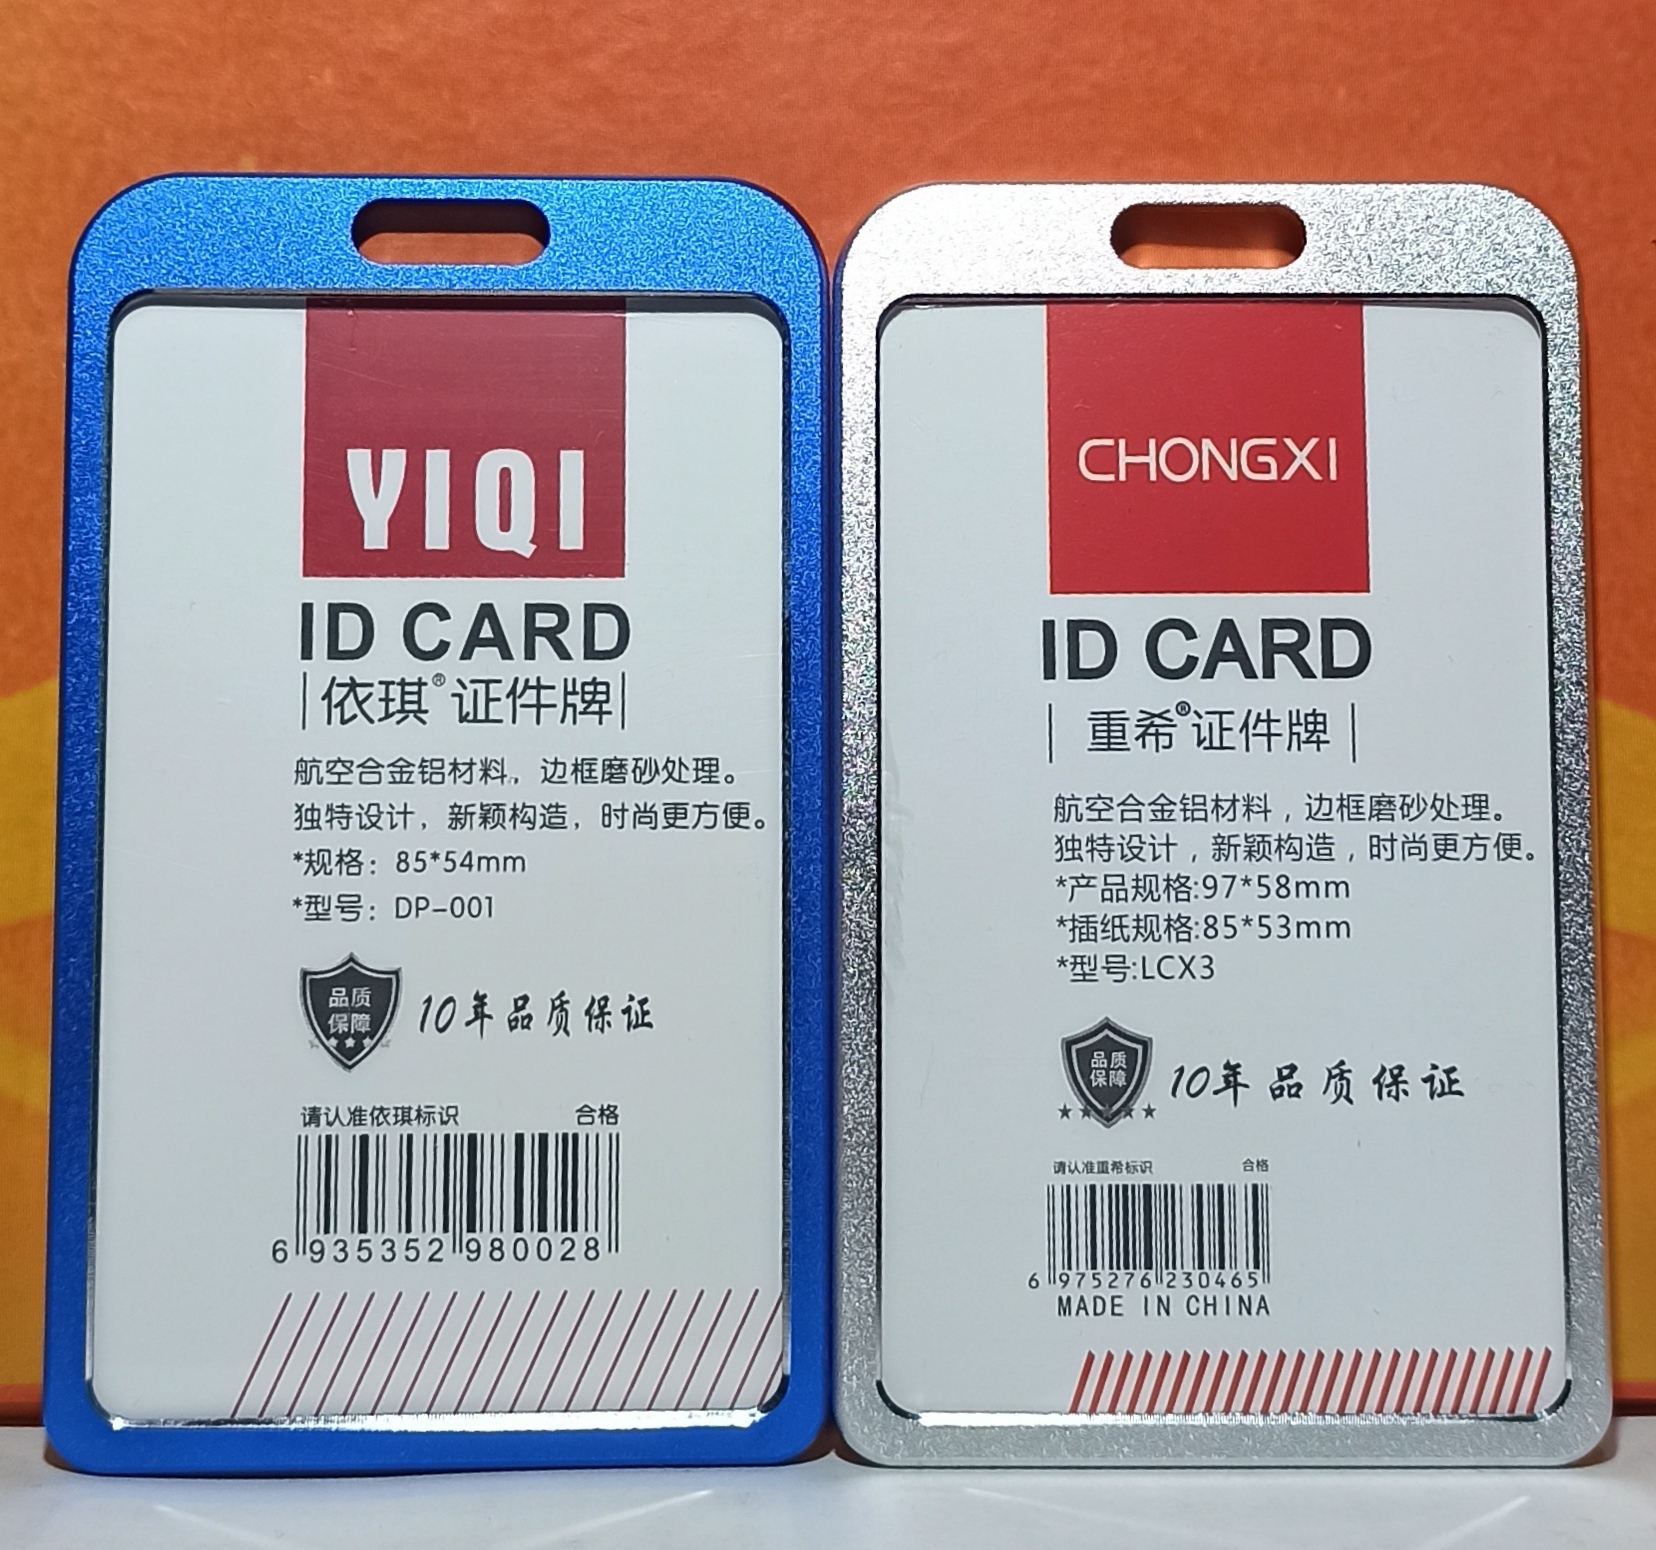 YIQI
ID CARD
依琪®证件牌
航空合金铝材料，边框磨砂处理。
独特设计，新颖构造，时尚更方便。
*规格：85*54mm
*型号：DP-001
品质
保障
10年品质保证
请认准依琪标识 合格
6 935352 980028
CHONGXI
ID CARD
重希®证件牌
航空合金铝材料，边框磨砂处理。
独特设计，新颖构造，时尚更方便。
*产品规格:97*58mm
*插纸规格:85*53mm
*型号:LCX3
品质
保障
10年品质保证
请认准重希标识 合格
6 975276 230465
MADE IN CHINA